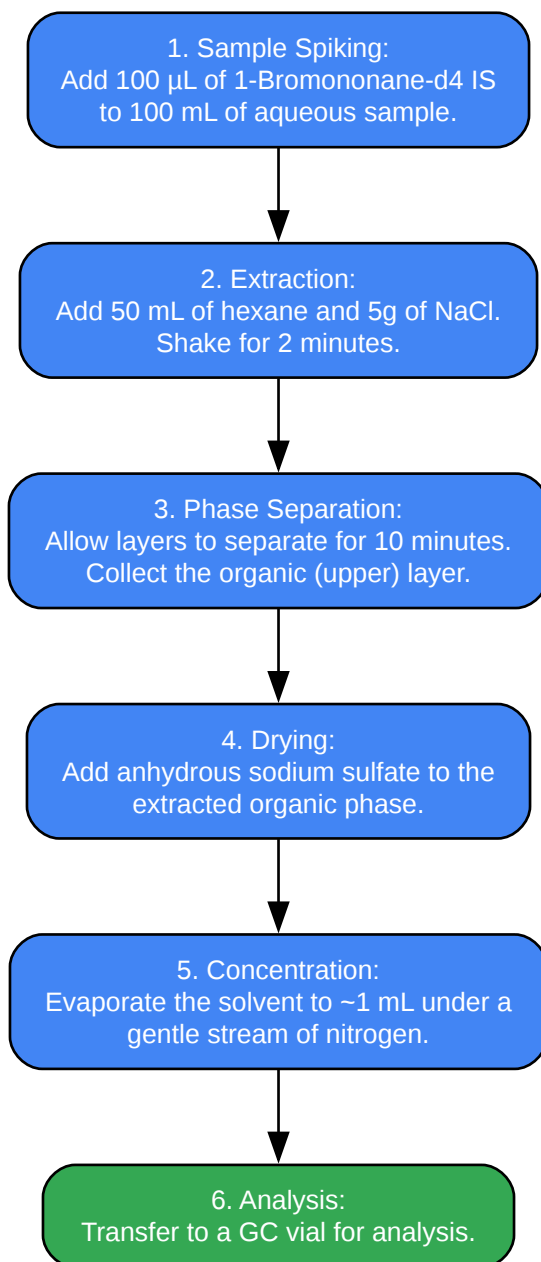 1. Sample Spiking:
Add 100 µL of 1-Bromononane-d4 IS
to 100 mL of aqueous sample.
2. Extraction:
Add 50 mL of hexane and 5g of NaCl.
Shake for 2 minutes.
3. Phase Separation:
Allow layers to separate for 10 minutes.
Collect the organic (upper) layer.
4. Drying:
Add anhydrous sodium sulfate to the
extracted organic phase.
5. Concentration:
Evaporate the solvent to ~1 mL under a
gentle stream of nitrogen.
6. Analysis:
Transfer to a GC vial for analysis.